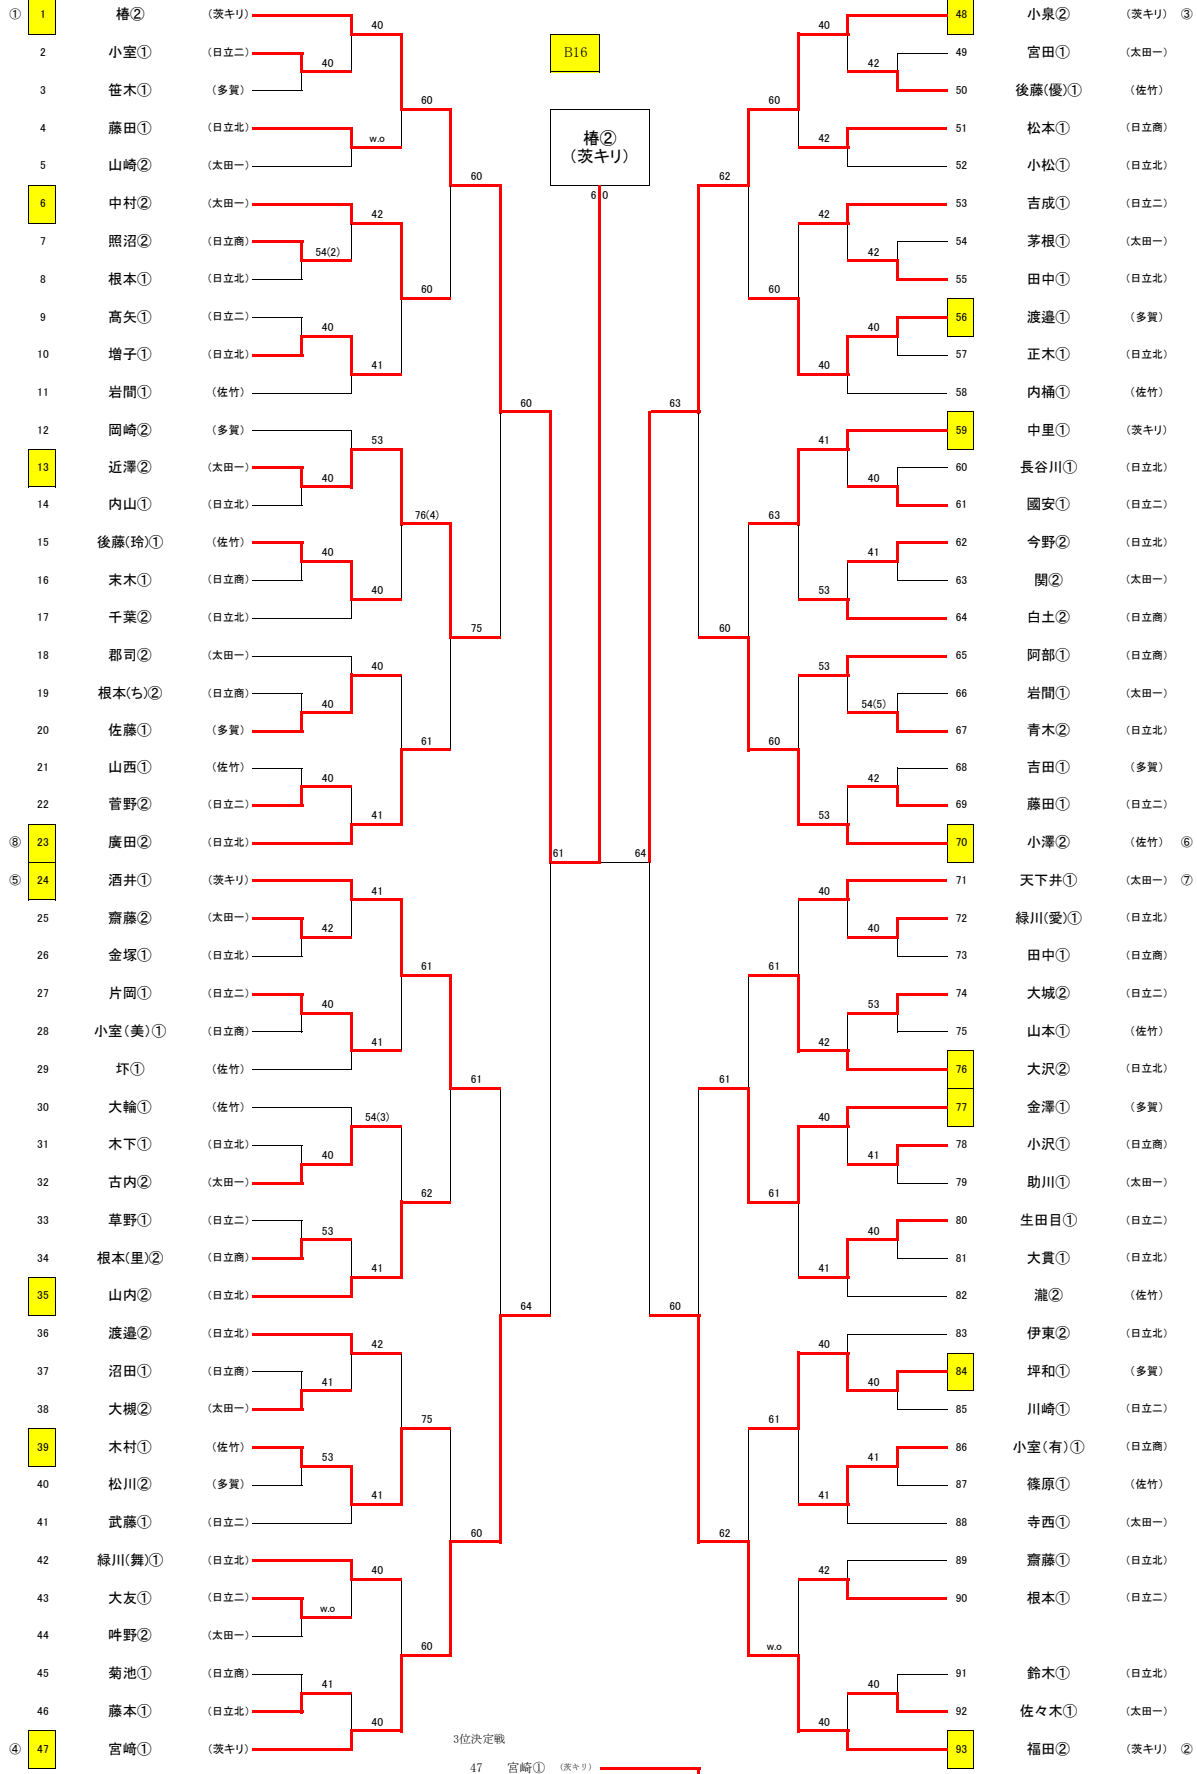 ① 1 椿② (茨キリ)
2 小室① (日立二)
3 笹木① (多賀)
4 藤田① (日立北)
5 山崎② (太田一)
6 中村② (太田一)
7 照沼② (日立商)
8 根本① (日立北)
9 髙矢① (日立二)
10 増子① (日立北)
11 岩間① (佐竹)
12 岡崎② (多賀)
13 近澤② (太田一)
14 内山① (日立北)
15 後藤(玲)① (佐竹)
16 末木① (日立商)
17 千葉② (日立北)
18 郡司② (太田一)
19 根本(ち)② (日立商)
20 佐藤① (多賀)
21 山西① (佐竹)
22 菅野② (日立二)
⑧ 23 廣田② (日立北)
⑤ 24 酒井① (茨キリ)
25 齋藤② (太田一)
26 金塚① (日立北)
27 片岡① (日立二)
28 小室(美)① (日立商)
29 圷① (佐竹)
30 大輪① (佐竹)
31 木下① (日立北)
32 古内② (太田一)
33 草野① (日立二)
34 根本(里)② (日立商)
35 山内② (日立北)
36 渡邉② (日立北)
37 沼田① (日立商)
38 大槻② (太田一)
39 木村① (佐竹)
40 松川② (多賀)
41 武藤① (日立二)
42 緑川(舞)① (日立北)
43 大友① (日立二)
44 吽野② (太田一)
45 菊池① (日立商)
46 藤本① (日立北)
④ 47 宮﨑① (茨キリ)
40
40
60
w.o
60
42
54(2)
60
40
41
60
53
40
76(4)
40
40
75
40
40
61
40
41
61
41
42
61
40
41
61
54(3)
40
62
53
41
64
42
41
75
53
41
60
40
w.o
60
41
40
B16
椿②
(茨キリ)
6 0
64
40
42
60
42
62
42
42
60
40
40
63
41
40
63
41
53
60
53
54(5)
60
42
53
40
40
61
53
42
61
40
41
61
40
41
60
40
40
61
41
41
62
42
w.o
40
40
48 小泉② (茨キリ) ③
49 宮田① (太田一)
50 後藤(優)① (佐竹)
51 松本① (日立商)
52 小松① (日立北)
53 吉成① (日立二)
54 茅根① (太田一)
55 田中① (日立北)
56 渡邉① (多賀)
57 正木① (日立北)
58 内桶① (佐竹)
59 中里① (茨キリ)
60 長谷川① (日立北)
61 國安① (日立二)
62 今野② (日立北)
63 関② (太田一)
64 白土② (日立商)
65 阿部① (日立商)
66 岩間① (太田一)
67 青木② (日立北)
68 吉田① (多賀)
69 藤田① (日立二)
70 小澤② (佐竹) ⑥
71 天下井① (太田一) ⑦
72 緑川(愛)① (日立北)
73 田中① (日立商)
74 大城② (日立二)
75 山本① (佐竹)
76 大沢② (日立北)
77 金澤① (多賀)
78 小沢① (日立商)
79 助川① (太田一)
80 生田目① (日立二)
81 大貫① (日立北)
82 瀧② (佐竹)
83 伊東② (日立北)
84 坪和① (多賀)
85 川崎① (日立二)
86 小室(有)① (日立商)
87 篠原① (佐竹)
88 寺西① (太田一)
89 齋藤① (日立北)
90 根本① (日立二)
91 鈴木① (日立北)
92 佐々木① (太田一)
93 福田② (茨キリ) ②
3位決定戦
47 宮崎① (茨キリ)